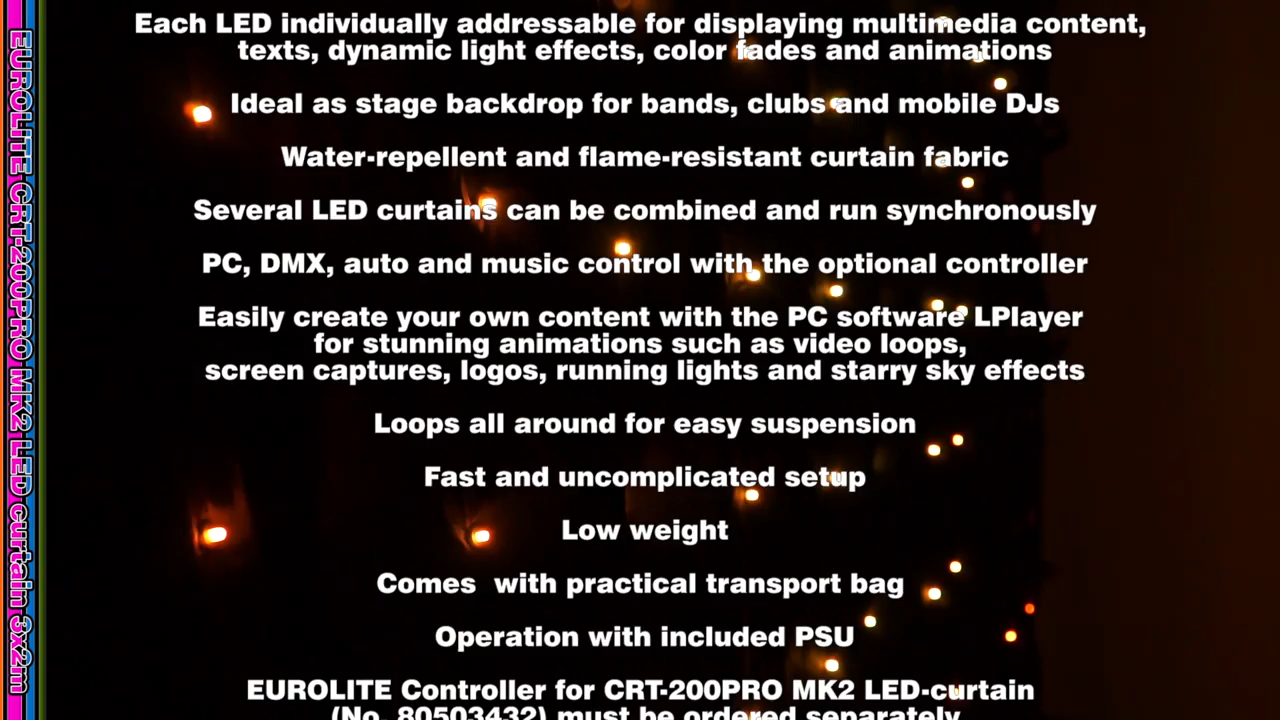 EUROLITE CRT-200PRO MK2 LED curtain 3x2m
Each LED individually addressable for displaying multimedia content,
texts, dynamic light effects, color fades and animations
Ideal as stage backdrop for bands, clubs and mobile DJs
Water-repellent and flame-resistant curtain fabric
Several LED curtains can be combined and run synchronously
PC, DMX, auto and music control with the optional controller
Easily create your own content with the PC software LPlayer
for stunning animations such as video loops,
screen captures, logos, running lights and starry sky effects
Loops all around for easy suspension
Fast and uncomplicated setup
Low weight
Comes  with practical transport bag
Operation with included PSU
EUROLITE Controller for CRT-200PRO MK2 LED-curtain
(No. 80503432) must be ordered separately